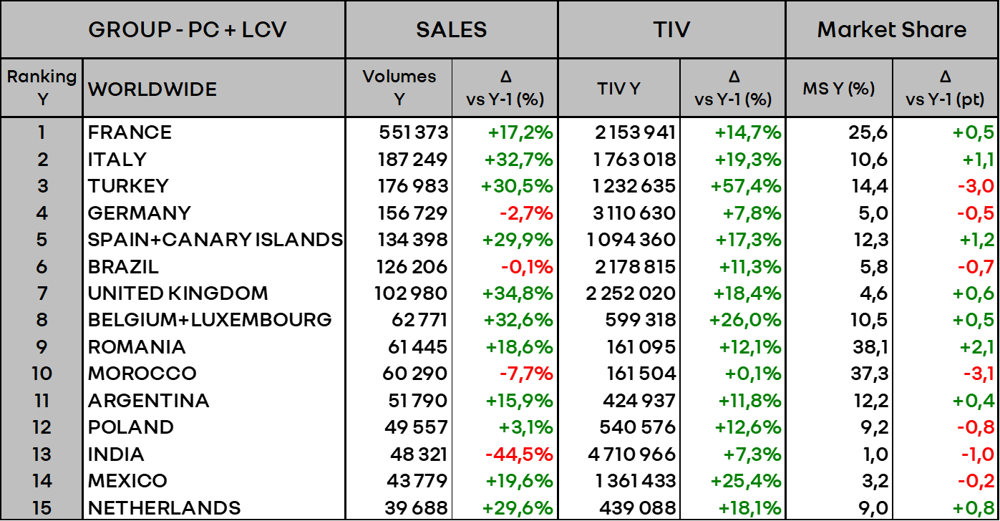 GROUP - PC + LCV SALES TIV Market Share
Ranking Y WORLDWIDE Volumes Y Δ vs Y-1 (%) TIV Y Δ vs Y-1 (%) MS Y (%) Δ vs Y-1 (pt)
1 FRANCE 551 373 +17,2% 2 153 941 +14,7% 25,6 +0,5
2 ITALY 187 249 +32,7% 1 763 018 +19,3% 10,6 +1,1
3 TURKEY 176 983 +30,5% 1 232 635 +57,4% 14,4 -3,0
4 GERMANY 156 729 -2,7% 3 110 630 +7,8% 5,0 -0,5
5 SPAIN+CANARY ISLANDS 134 398 +29,9% 1 094 360 +17,3% 12,3 +1,2
6 BRAZIL 126 206 -0,1% 2 178 815 +11,3% 5,8 -0,7
7 UNITED KINGDOM 102 980 +34,8% 2 252 020 +18,4% 4,6 +0,6
8 BELGIUM+LUXEMBOURG 62 771 +32,6% 599 318 +26,0% 10,5 +0,5
9 ROMANIA 61 445 +18,6% 161 095 +12,1% 38,1 +2,1
10 MOROCCO 60 290 -7,7% 161 504 +0,1% 37,3 -3,1
11 ARGENTINA 51 790 +15,9% 424 937 +11,8% 12,2 +0,4
12 POLAND 49 557 +3,1% 540 576 +12,6% 9,2 -0,8
13 INDIA 48 321 -44,5% 4 710 966 +7,3% 1,0 -1,0
14 MEXICO 43 779 +19,6% 1 361 433 +25,4% 3,2 -0,2
15 NETHERLANDS 39 688 +29,6% 439 088 +18,1% 9,0 +0,8